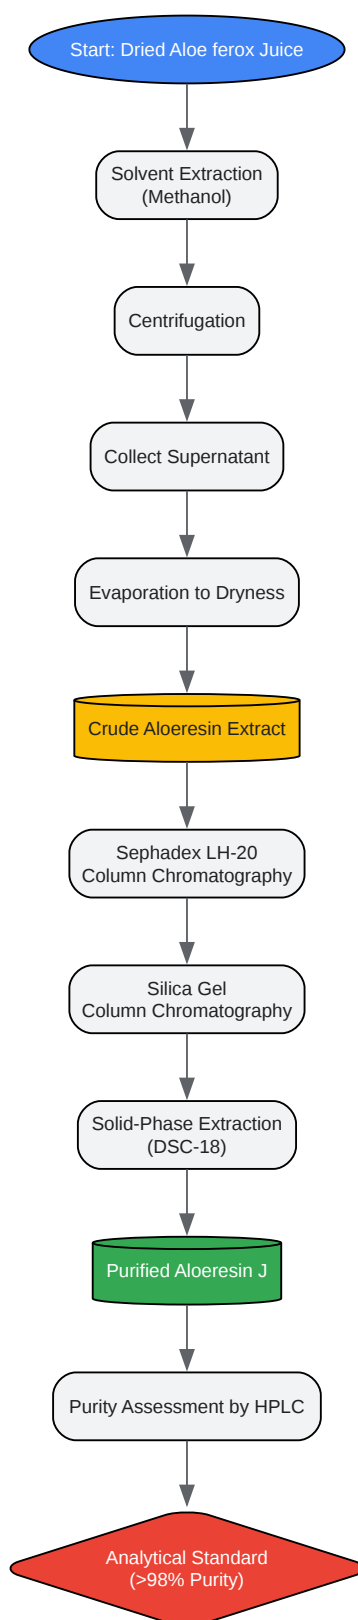 Start: Dried Aloe ferox Juice
Solvent Extraction
(Methanol)
Centrifugation
Collect Supernatant
Evaporation to Dryness
Crude Aloeresin Extract
Sephadex LH-20
Column Chromatography
Silica Gel
Column Chromatography
Solid-Phase Extraction
(DSC-18)
Purified Aloeresin J
Purity Assessment by HPLC
Analytical Standard
(>98% Purity)